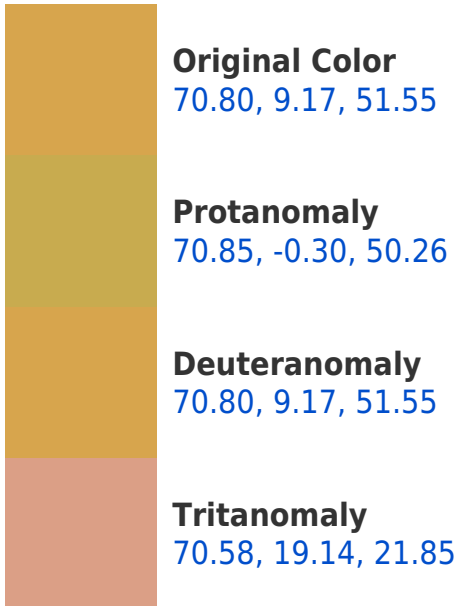 Original Color
70.80, 9.17, 51.55
Protanomaly
70.85, -0.30, 50.26
Deuteranomaly
70.80, 9.17, 51.55
Tritanomaly
70.58, 19.14, 21.85